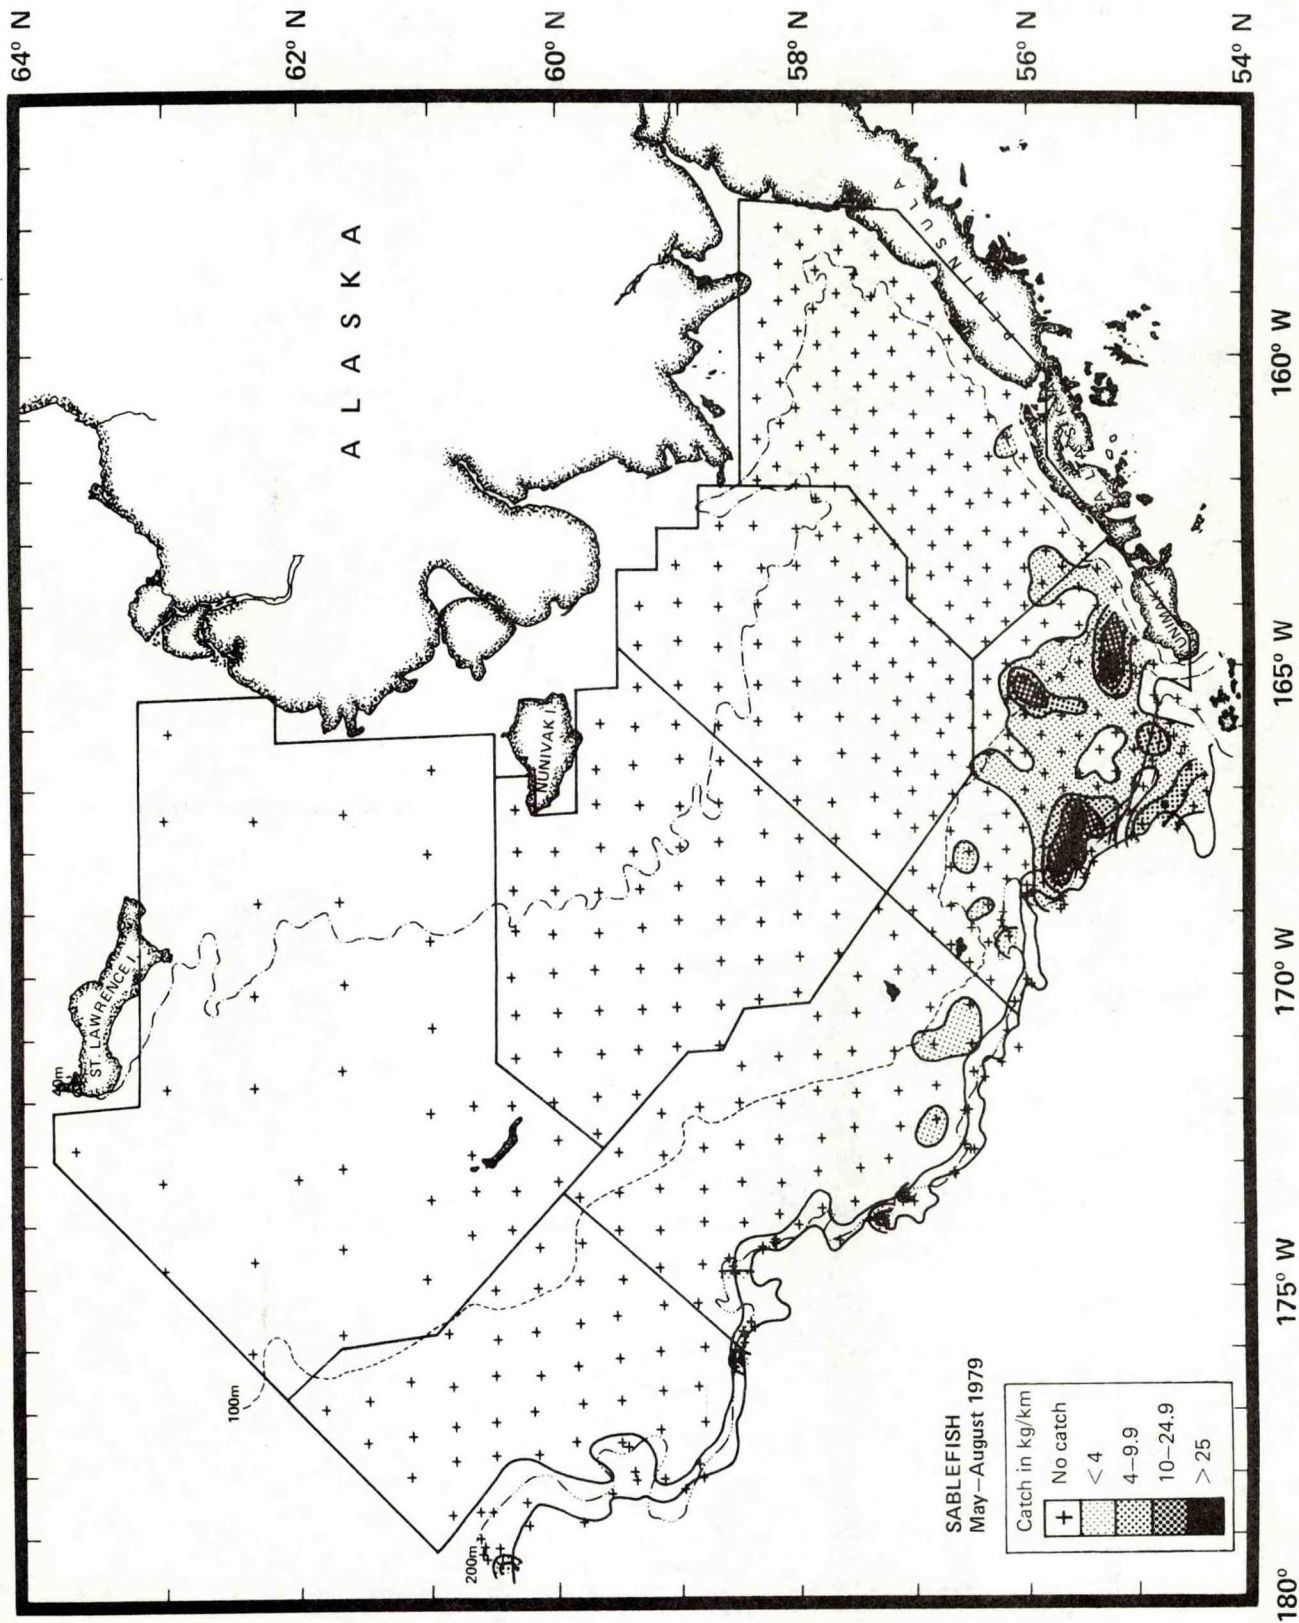 64° N
62° N
60° N
58° N
56° N
54° N
ALASKA
ST. LAWRENCE I.
NUNIVAK I.
ALASKA
PENINSULA
UNIMAK
100m
200m
160° W
165° W
170° W
175° W
180°
SABLEFISH
May–August 1979
Catch in kg/km
+ No catch
< 4
4–9.9
10–24.9
> 25